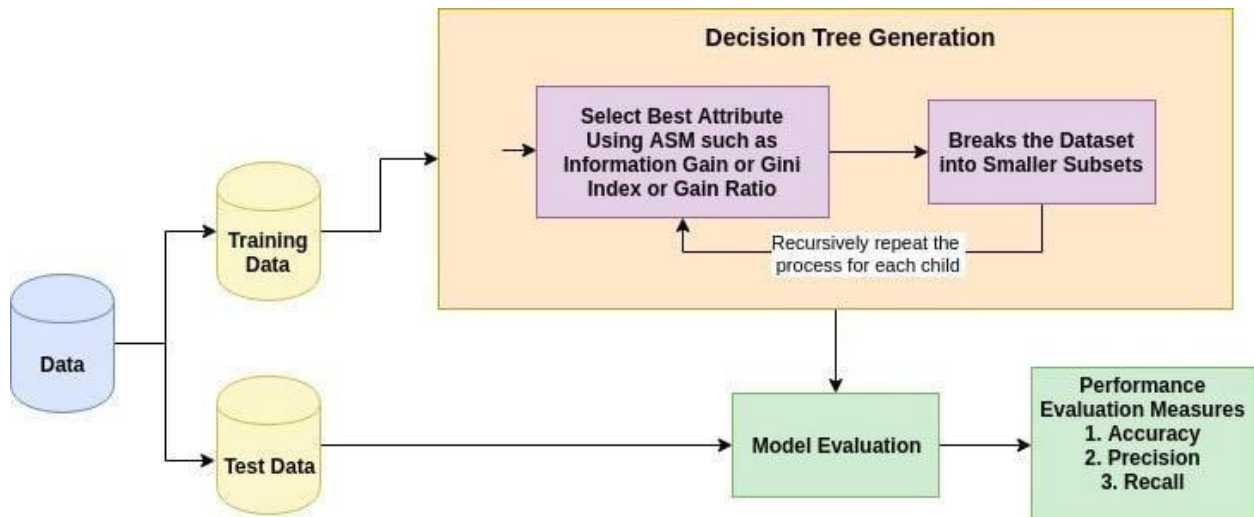 Decision Tree Generation
Select Best Attribute
Using ASM such as
Information Gain or Gini
Index or Gain Ratio
Breaks the Dataset
into Smaller Subsets
Recursively repeat the
process for each child
Training
Data
Data
Test Data
Model Evaluation
Performance
Evaluation Measures
1. Accuracy
2. Precision
3. Recall